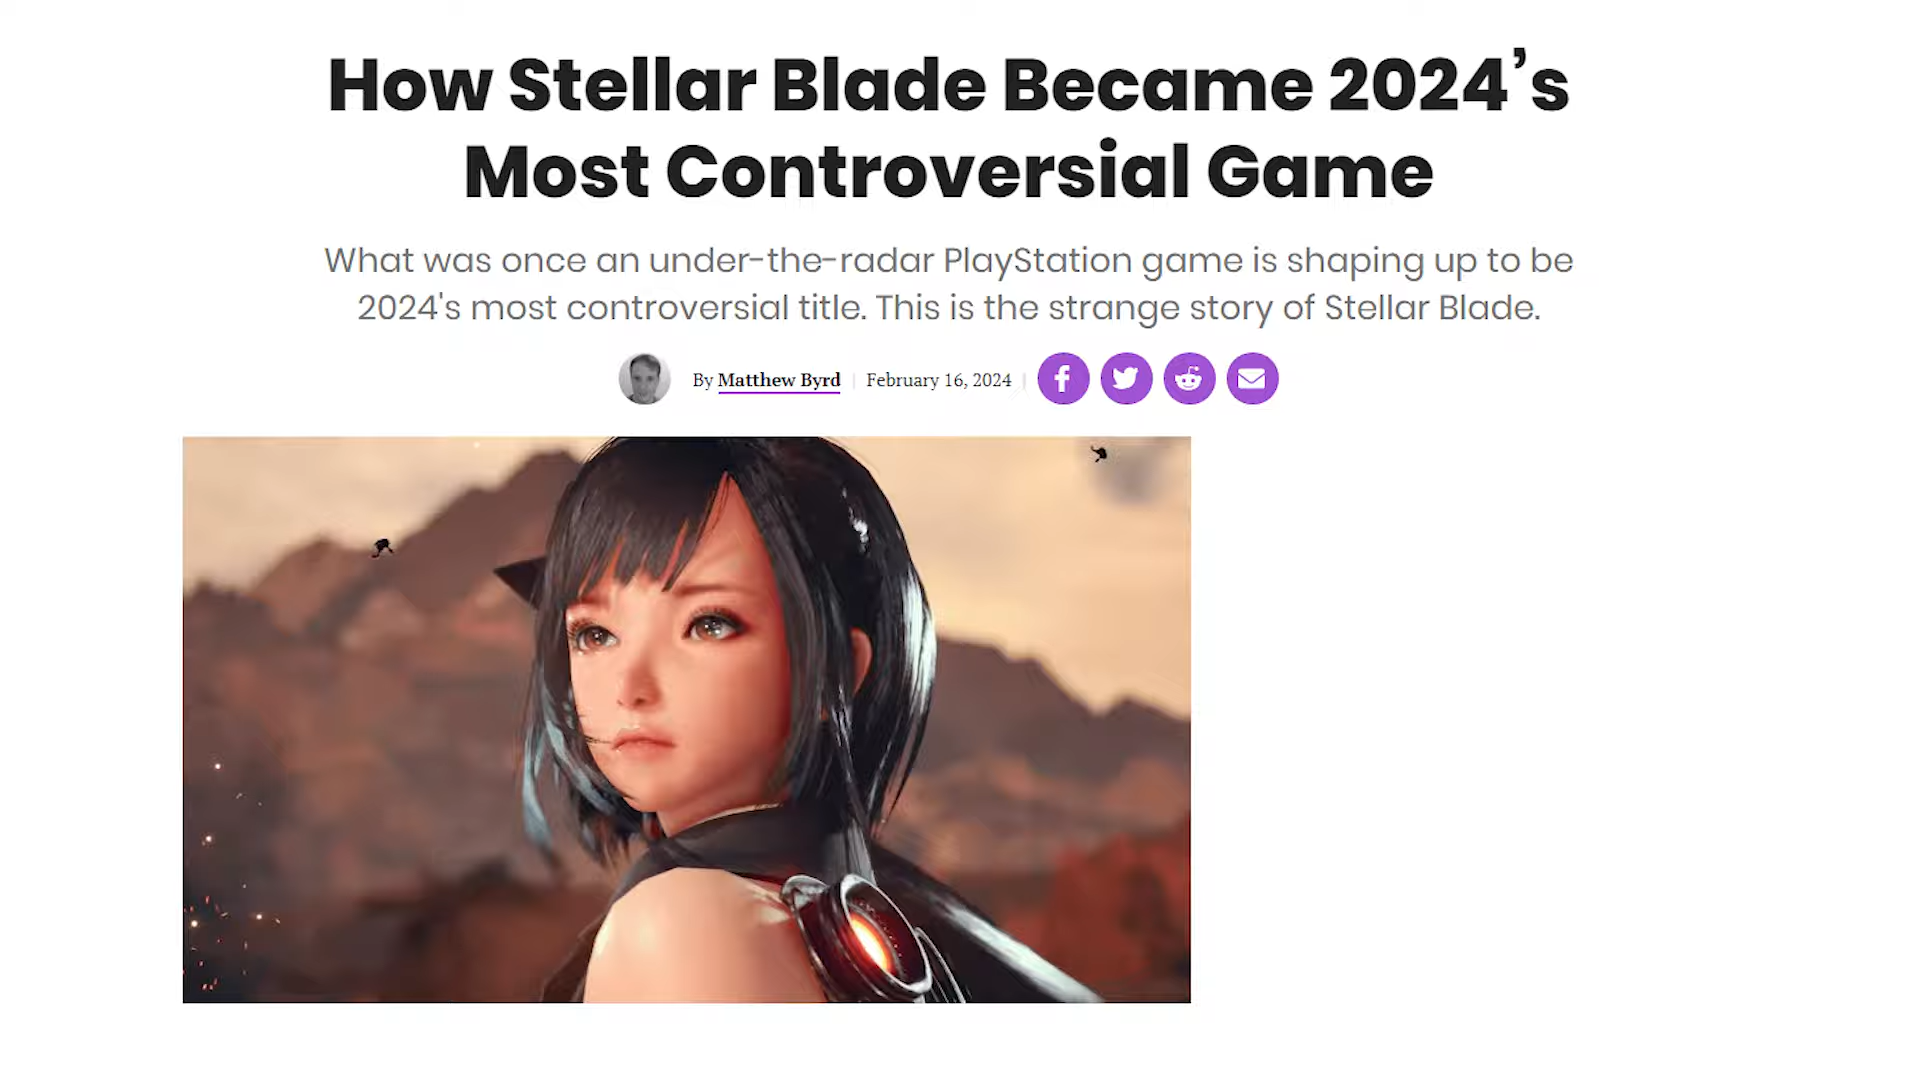 How Stellar Blade Became 2024’s
Most Controversial Game
What was once an under-the-radar PlayStation game is shaping up to be
2024's most controversial title. This is the strange story of Stellar Blade.
By Matthew Byrd | February 16, 2024 |